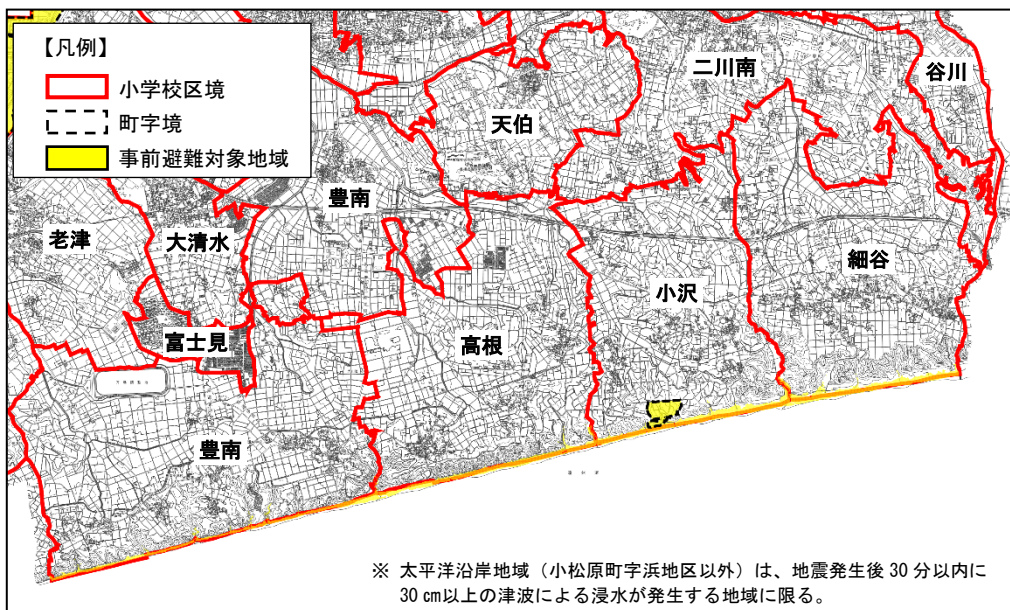 【凡例】
小学校区境
町字境
事前避難対象地域
二川南
谷川
天伯
豊南
老津
大清水
細谷
小沢
富士見
高根
豊南
※ 太平洋沿岸地域（小松原町字浜地区以外）は、地震発生後 30 分以内に
30 cm以上の津波による浸水が発生する地域に限る。